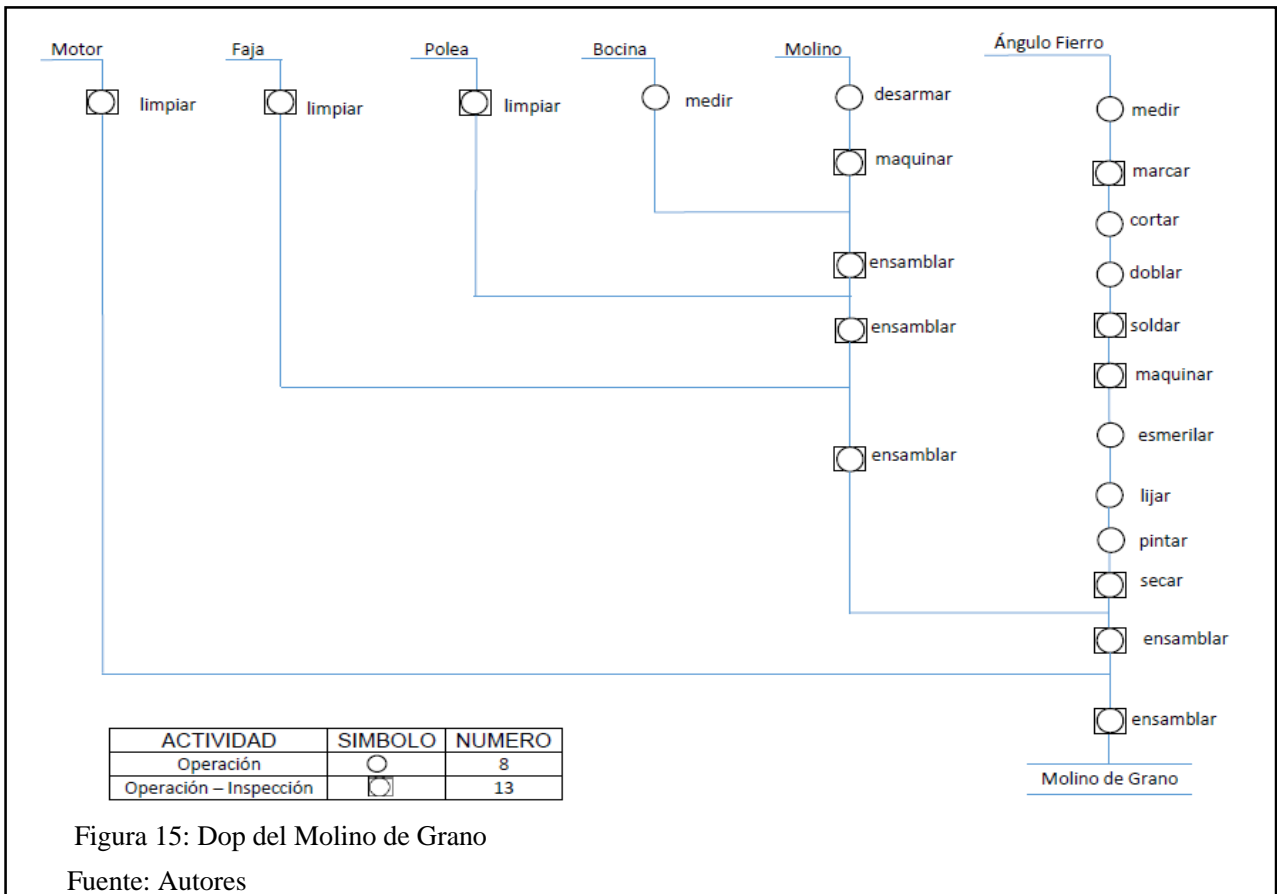 Motor Faja Polea Bocina Molino Ángulo Fierro
limpiar limpiar limpiar medir desarmar medir
maquinar marcar
cortar
ensamblar doblar
ensamblar soldar
maquinar
ensamblar esmerilar
lijar
pintar
secar
ensamblar
ensamblar
Molino de Grano
ACTIVIDAD SIMBOLO NUMERO
Operación 8
Operación – Inspección 13
Figura 15: Dop del Molino de Grano
Fuente: Autores